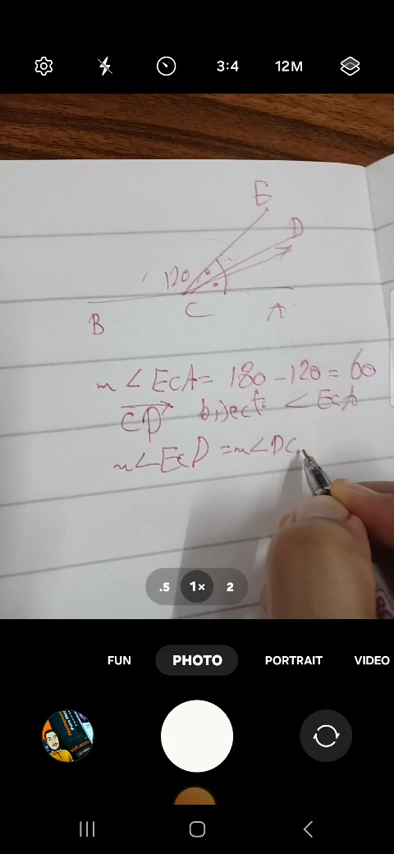 3:4 12M
E
D
120
B C A
m∠ECA = 180 - 120 = 60
CD bisects ∠ECA
m∠ECD = m∠DC
.5 1× 2
FUN PHOTO PORTRAIT VIDEO